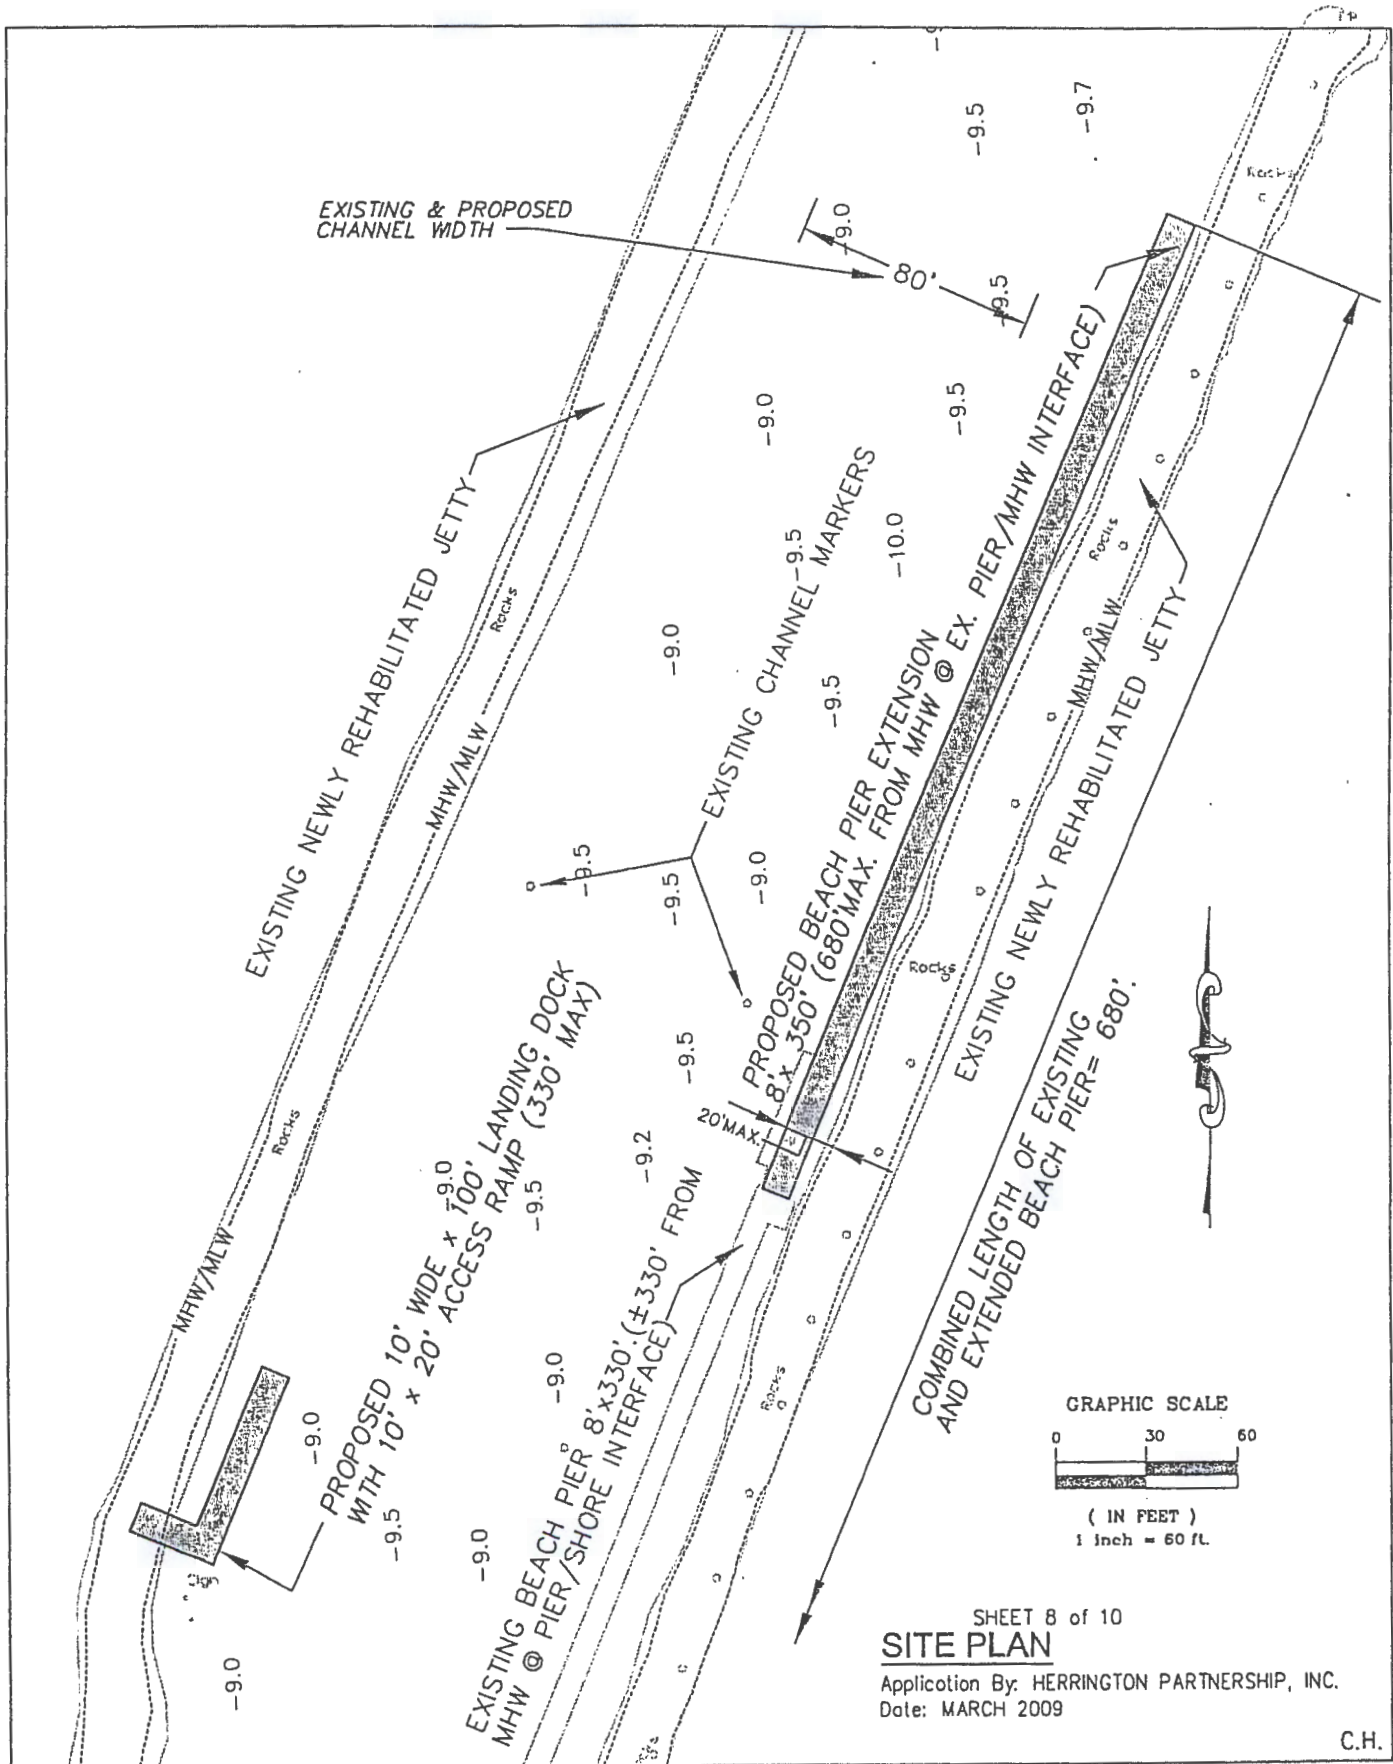 -9.5
-9.7
Rocks
EXISTING & PROPOSED
CHANNEL WIDTH
-9.0
80'
-9.5
-9.0
-9.5
EXISTING NEWLY REHABILITATED JETTY
Rocks
MHW/MLW
-9.5
-10.0
-9.0
-9.5
EXISTING CHANNEL MARKERS
PROPOSED BEACH PIER EXTENSION
8'x 350' (680'MAX. FROM MHW @ EX. PIER/MHW INTERFACE)
Rocks
MHW/MLW
EXISTING NEWLY REHABILITATED JETTY
-9.5
-9.5
-9.0
Rocks
-9.5
20'MAX.
-9.2
-9.0
-9.5
Rocks
MHW/MLW
PROPOSED 10' WIDE x 100' LANDING DOCK
WITH 10' x 20' ACCESS RAMP (330' MAX)
EXISTING BEACH PIER 8'x330' (±330' FROM
MHW @ PIER/SHORE INTERFACE)
COMBINED LENGTH OF EXISTING
AND EXTENDED BEACH PIER= 680'.
-9.0
Rocks
-9.0
-9.5
-9.0
-9.0
GRAPHIC SCALE
0 30 60
( IN FEET )
1 inch = 60 ft.
SHEET 8 of 10
SITE PLAN
Application By: HERRINGTON PARTNERSHIP, INC.
Date: MARCH 2009
C.H.